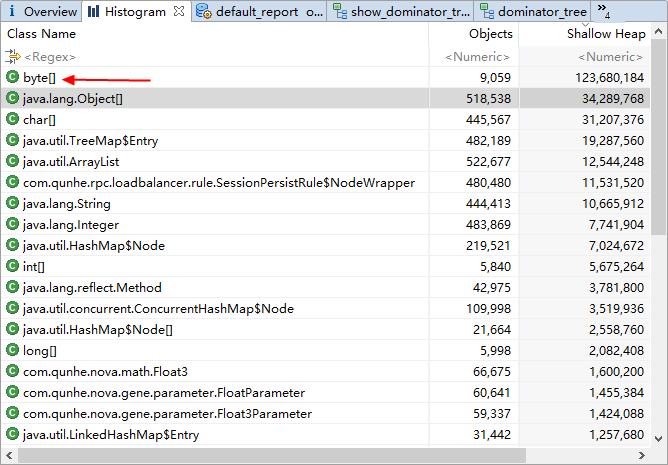 Overview Histogram default_report o... show_dominator_tr... dominator_tree »4
Class Name Objects Shallow Heap
<Regex> <Numeric> <Numeric>
byte[] 9,059 123,680,184
java.lang.Object[] 518,538 34,289,768
char[] 445,567 31,207,376
java.util.TreeMap$Entry 482,189 19,287,560
java.util.ArrayList 522,677 12,544,248
com.qunhe.rpc.loadbalancer.rule.SessionPersistRule$NodeWrapper 480,480 11,531,520
java.lang.String 444,413 10,665,912
java.lang.Integer 483,869 7,741,904
java.util.HashMap$Node 219,521 7,024,672
int[] 5,840 5,675,264
java.lang.reflect.Method 42,975 3,781,800
java.util.concurrent.ConcurrentHashMap$Node 109,998 3,519,936
java.util.HashMap$Node[] 21,664 2,558,760
long[] 5,998 2,082,408
com.qunhe.nova.math.Float3 66,675 1,600,200
com.qunhe.nova.gene.parameter.FloatParameter 60,641 1,455,384
com.qunhe.nova.gene.parameter.Float3Parameter 59,337 1,424,088
java.util.LinkedHashMap$Entry 31,442 1,257,680